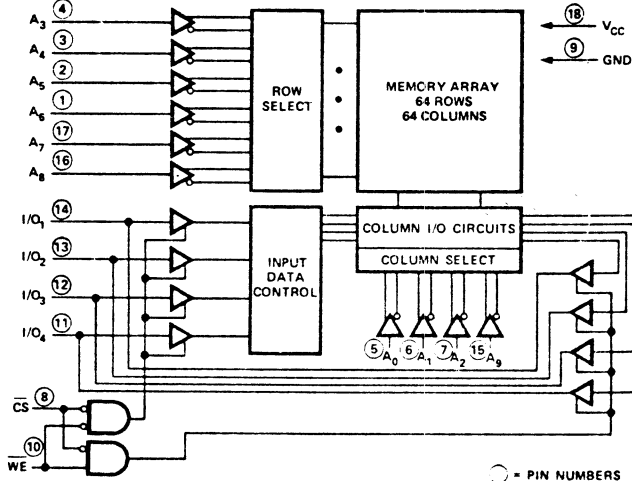 A3 4
A4 3
A5 2
A6 1
A7 17
A8 16
ROW
SELECT
MEMORY ARRAY
64 ROWS
64 COLUMNS
18 VCC
9 GND
I/O1 14
I/O2 13
I/O3 12
I/O4 11
INPUT
DATA
CONTROL
COLUMN I/O CIRCUITS
COLUMN SELECT
5 A0 6 A1 7 A2 15 A9
CS 8
WE 10
= PIN NUMBERS